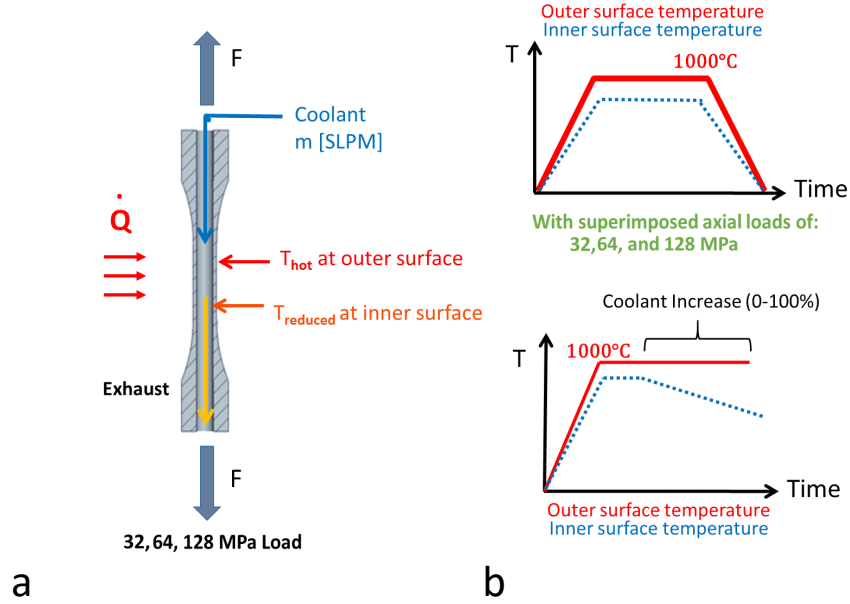 F
Coolant
m [SLPM]
Q̇
T_hot at outer surface
T_reduced at inner surface
Exhaust
F
32, 64, 128 MPa Load
a
Outer surface temperature
Inner surface temperature
T
1000°C
Time
With superimposed axial loads of:
32,64, and 128 MPa
Coolant Increase (0-100%)
T
1000°C
Time
Outer surface temperature
Inner surface temperature
b